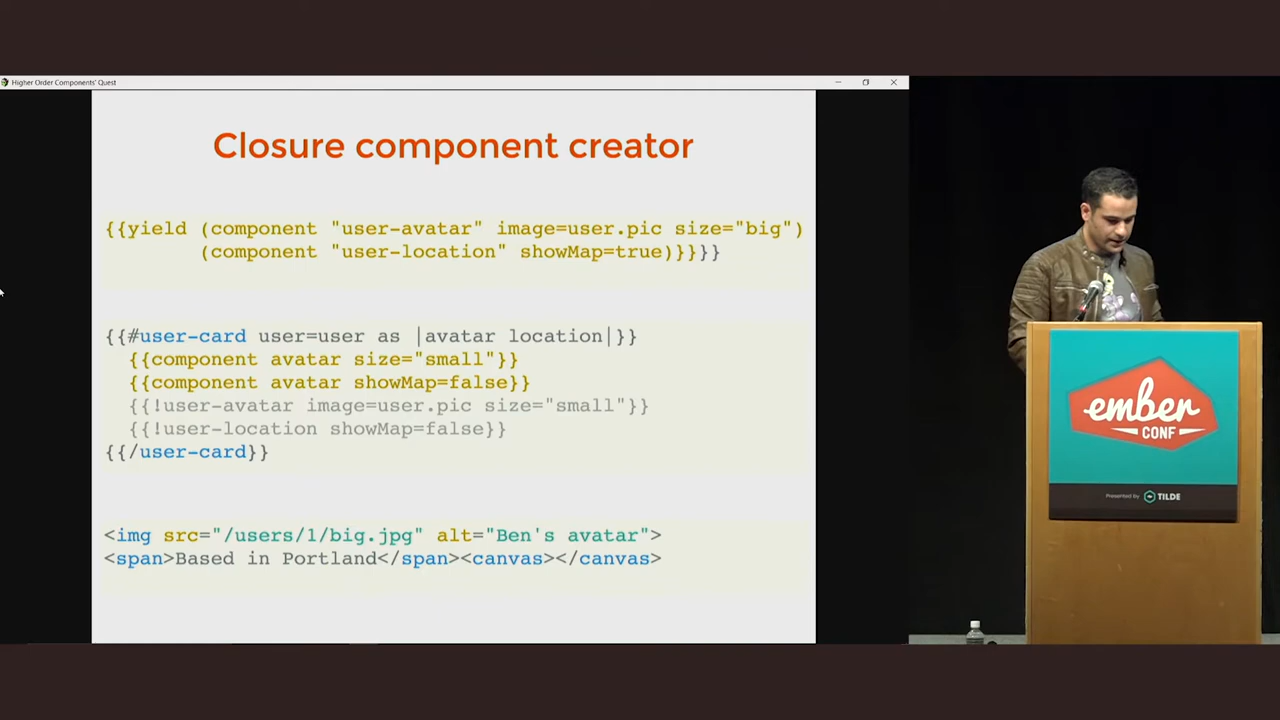 Higher Order Components' Quest
Closure component creator
{{yield (component "user-avatar" image=user.pic size="big")
(component "user-location" showMap=true)}}}}
{{#user-card user=user as |avatar location|}}
{{component avatar size="small"}}
{{component avatar showMap=false}}
{{!user-avatar image=user.pic size="small"}}
{{!user-location showMap=false}}
{{/user-card}}
<img src="/users/1/big.jpg" alt="Ben's avatar">
<span>Based in Portland</span><canvas></canvas>
ember
CONF
Presented by TILDE